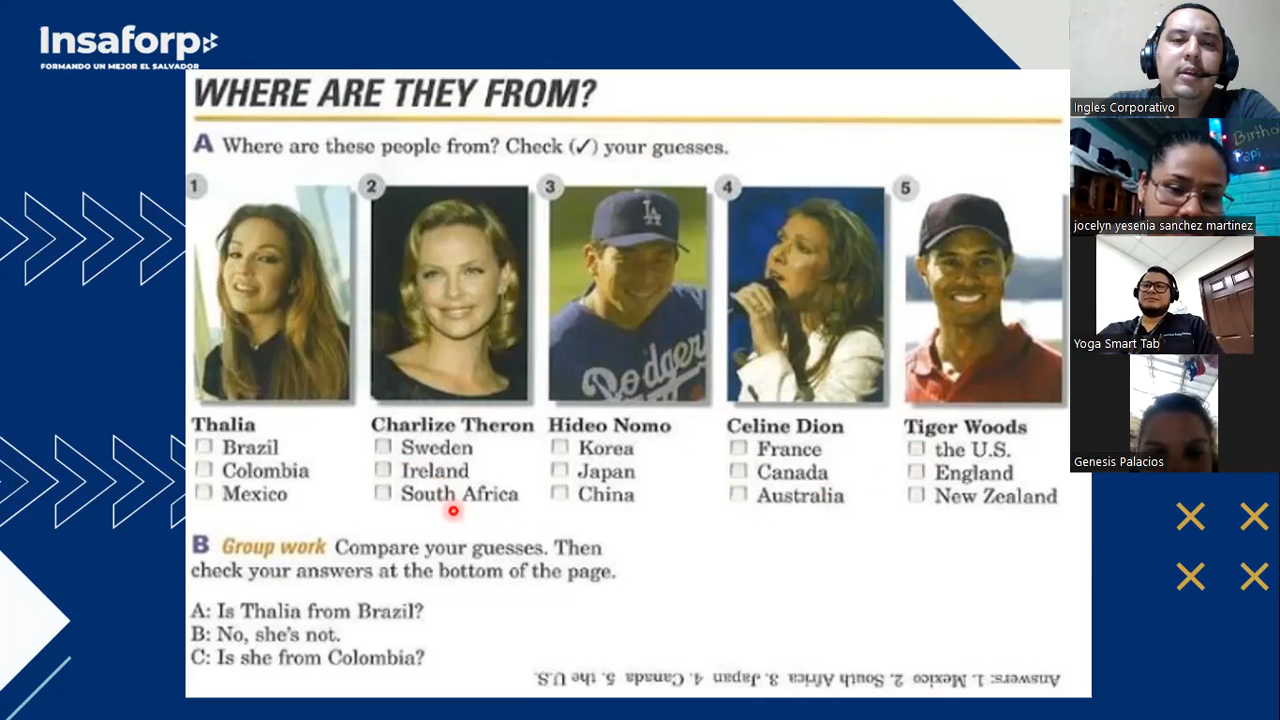 Insaforp
FORMANDO UN MEJOR EL SALVADOR
WHERE ARE THEY FROM?
A Where are these people from? Check (✓) your guesses.
1
2
3
4
5
LA
Dodgers
Thalia
Brazil
Colombia
Mexico
Charlize Theron
Sweden
Ireland
South Africa
Hideo Nomo
Korea
Japan
China
Celine Dion
France
Canada
Australia
Tiger Woods
the U.S.
England
New Zealand
B Group work Compare your guesses. Then
check your answers at the bottom of the page.
A: Is Thalia from Brazil?
B: No, she's not.
C: Is she from Colombia?
Answers: 1. Mexico 2. South Africa 3. Japan 4. Canada 5. the U.S.
Ingles Corporativo
Birtho
Papi
jocelyn yesenia sanchez martinez
Yoga Smart Tab
Genesis Palacios